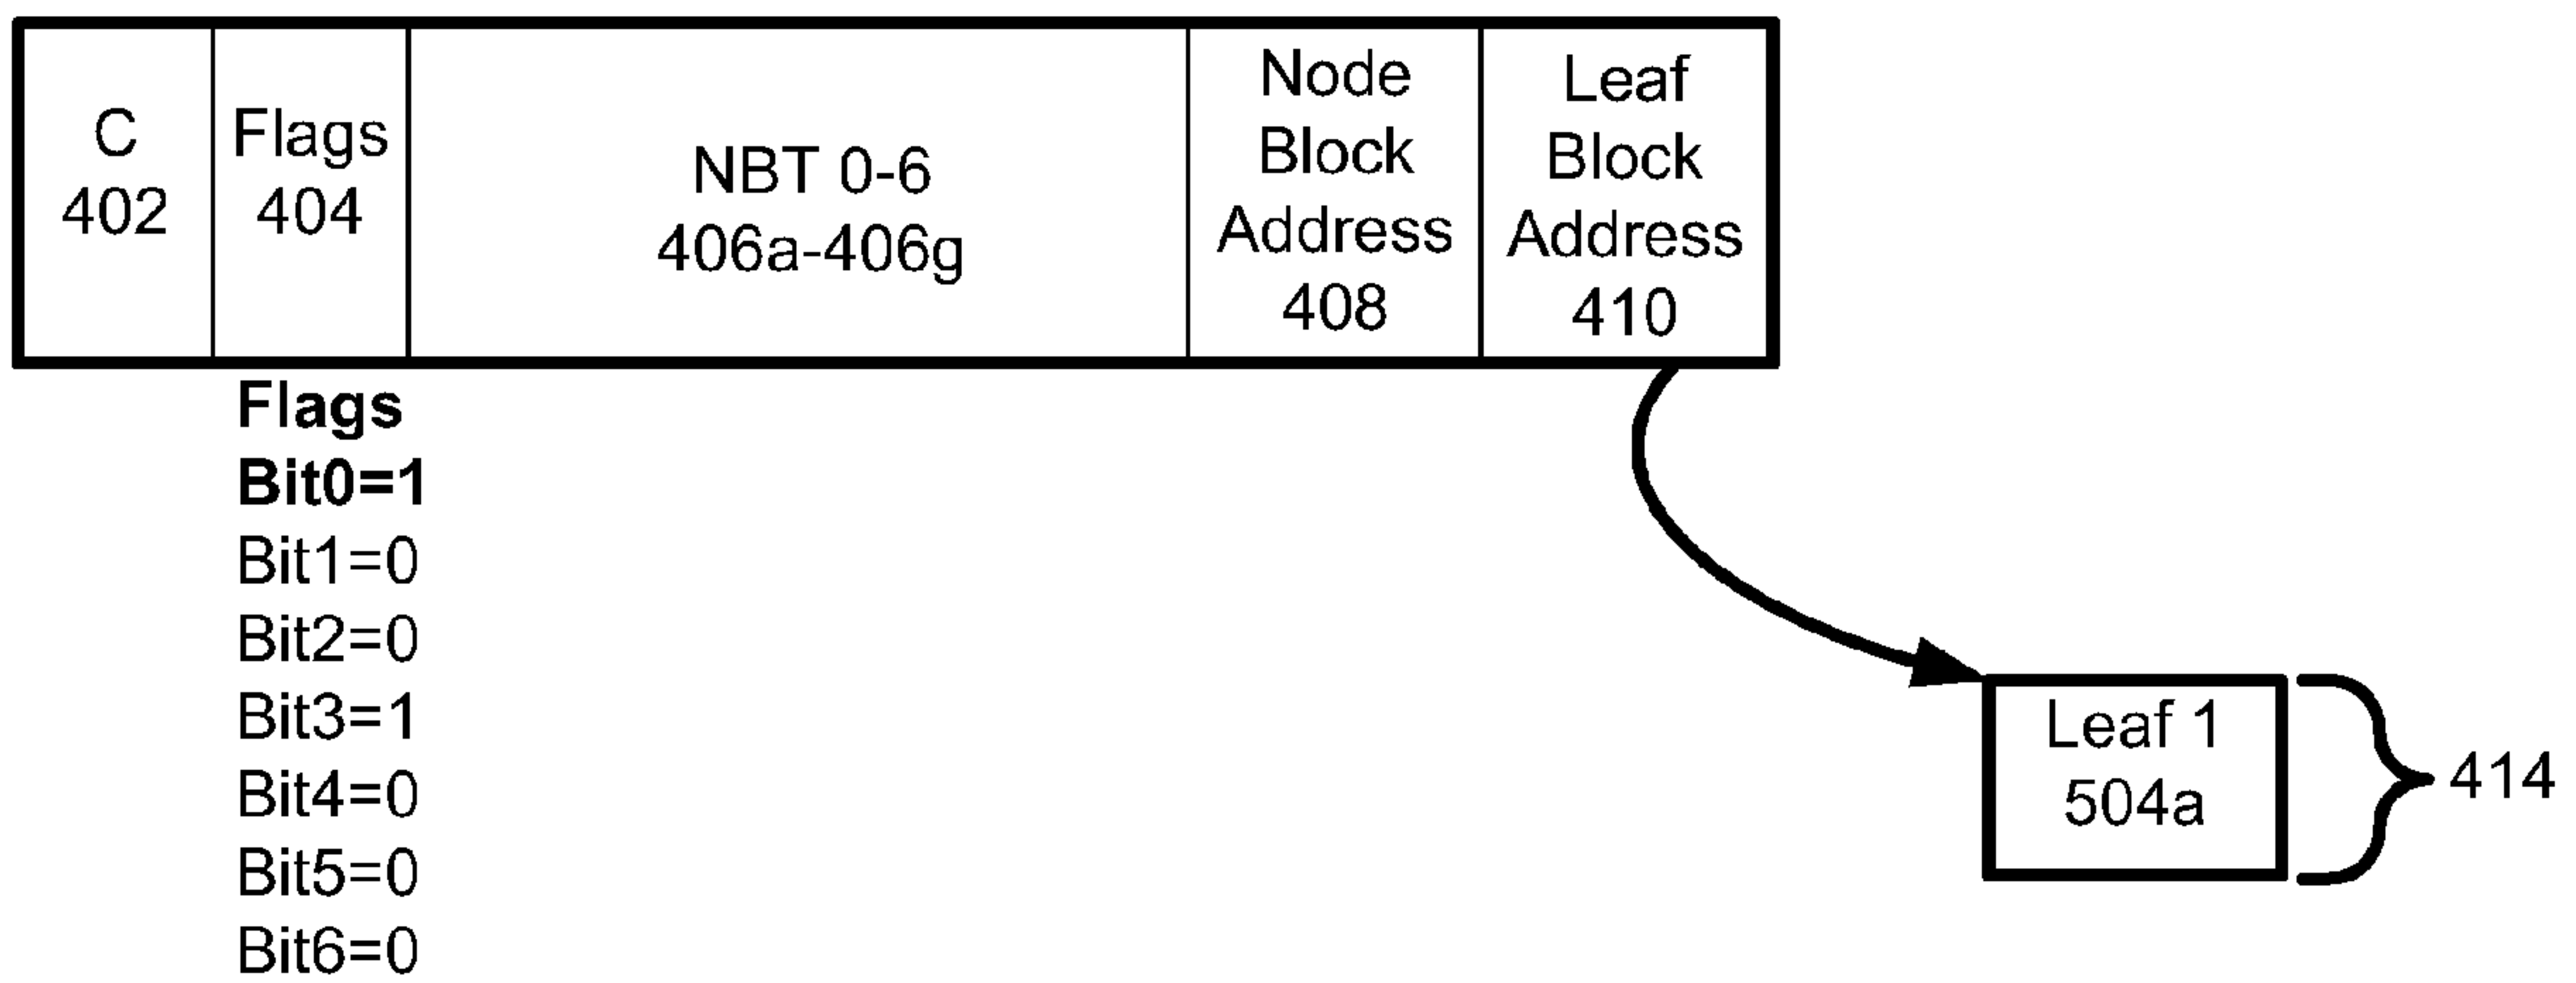 C
402
Flags
404
NBT 0-6
406a-406g
Node
Block
Address
408
Leaf
Block
Address
410
Flags
Bit0=1
Bit1=0
Bit2=0
Bit3=1
Bit4=0
Bit5=0
Bit6=0
Leaf 1
504a
414